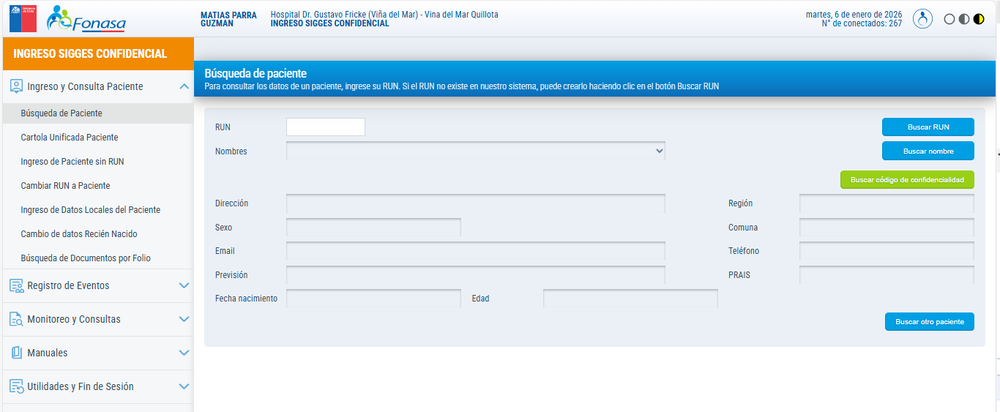 Gobierno de Chile
Fonasa
MATIAS PARRA GUZMAN
Hospital Dr. Gustavo Fricke (Viña del Mar) - Vina del Mar Quillota
INGRESO SIGGES CONFIDENCIAL
martes, 6 de enero de 2026
N° de conectados: 267
INGRESO SIGGES CONFIDENCIAL
Ingreso y Consulta Paciente
Búsqueda de Paciente
Cartola Unificada Paciente
Ingreso de Paciente sin RUN
Cambiar RUN a Paciente
Ingreso de Datos Locales del Paciente
Cambio de datos Recién Nacido
Búsqueda de Documentos por Folio
Registro de Eventos
Monitoreo y Consultas
Manuales
Utilidades y Fin de Sesión
Búsqueda de paciente
Para consultar los datos de un paciente, ingrese su RUN. Si el RUN no existe en nuestro sistema, puede crearlo haciendo clic en el botón Buscar RUN
RUN
Buscar RUN
Nombres
Buscar nombre
Buscar código de confidencialidad
Dirección
Región
Sexo
Comuna
Email
Teléfono
Previsión
PRAIS
Fecha nacimiento
Edad
Buscar otro paciente